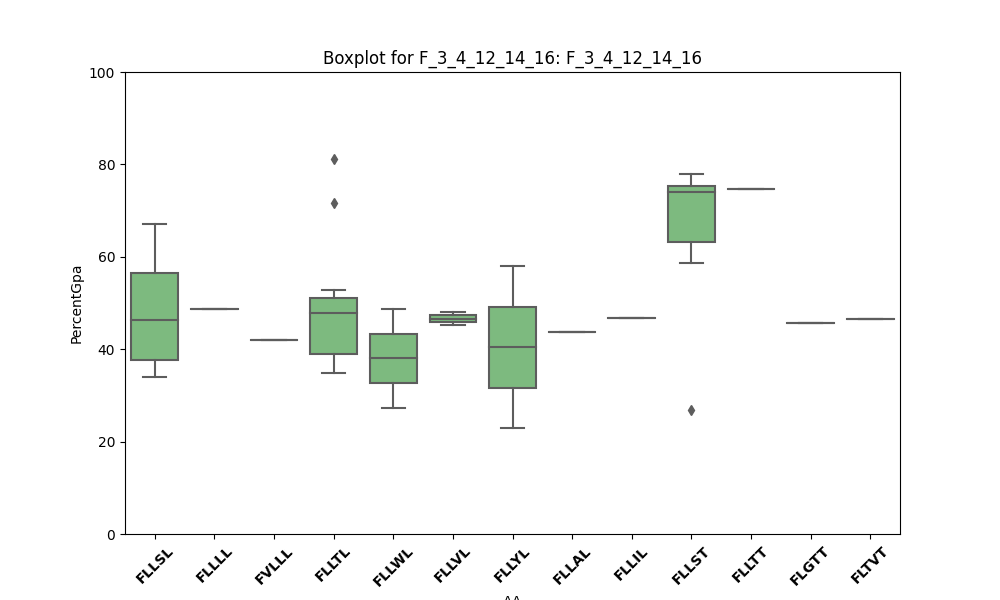 Boxplot for F_3_4_12_14_16: F_3_4_12_14_16
100
80
60
40
20
0
PercentGpa
FLLSL
FLLLL
FVLLL
FLLTL
FLLWL
FLLVL
FLLYL
FLLAL
FLLIL
FLLST
FLLTT
FLGTT
FLTVT
AA